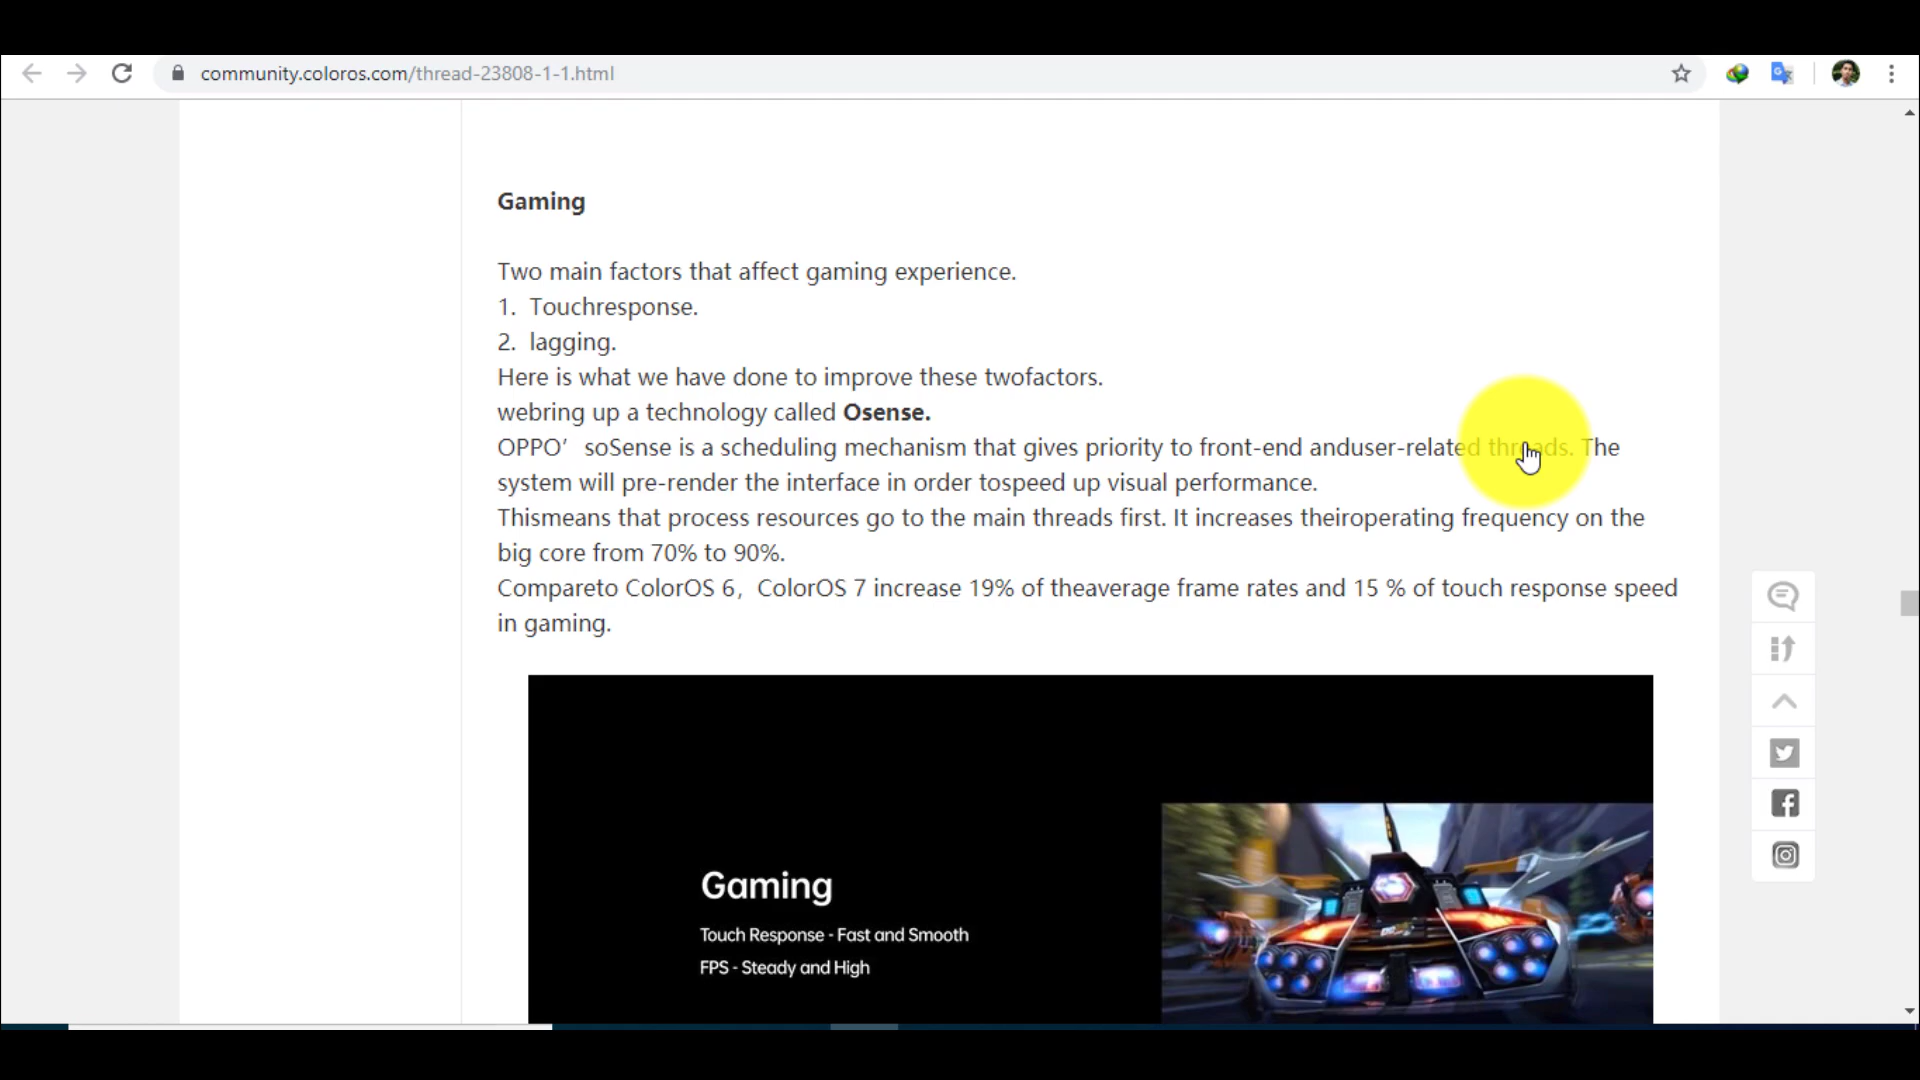 community.coloros.com/thread-23808-1-1.html
Gaming
Two main factors that affect gaming experience.
1. Touchresponse.
2. lagging.
Here is what we have done to improve these twofactors.
webring up a technology called Osense.
OPPO’ soSense is a scheduling mechanism that gives priority to front-end anduser-related threads. The
system will pre-render the interface in order tospeed up visual performance.
Thismeans that process resources go to the main threads first. It increases theiroperating frequency on the
big core from 70% to 90%.
Compareto ColorOS 6，ColorOS 7 increase 19% of theaverage frame rates and 15 % of touch response speed
in gaming.
Gaming
Touch Response - Fast and Smooth
FPS - Steady and High